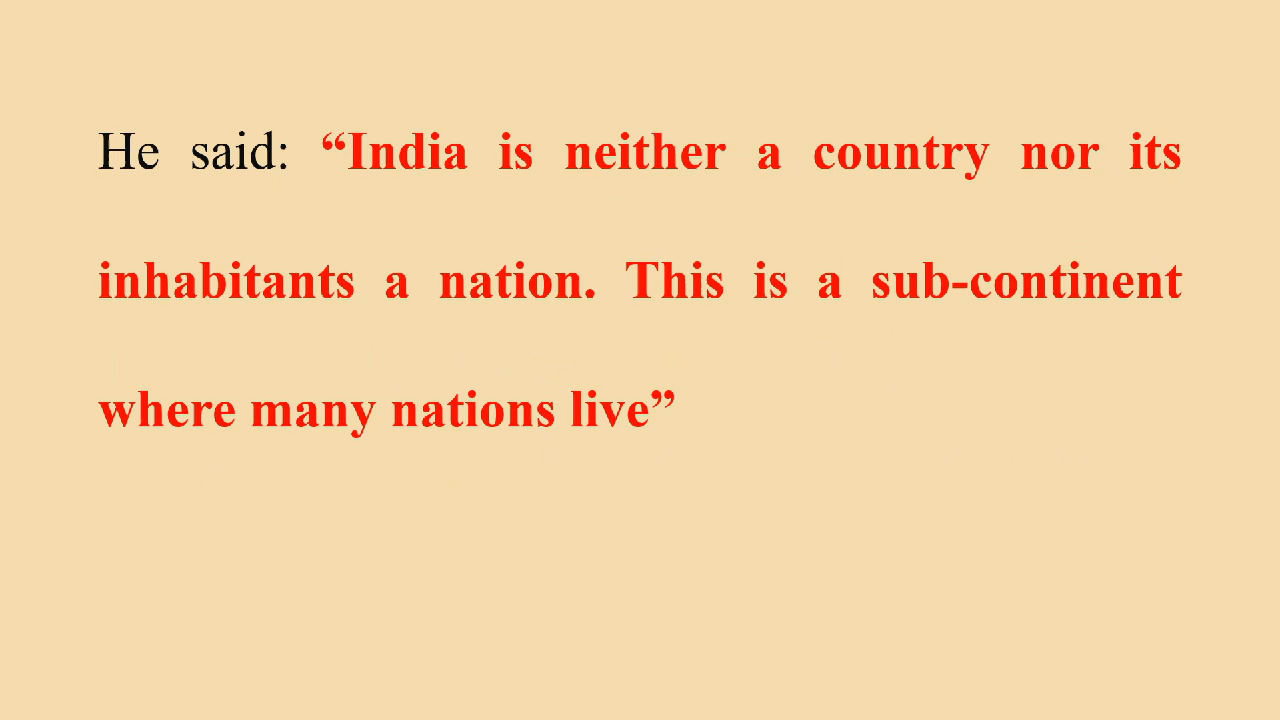 He said: “India is neither a country nor its
inhabitants a nation. This is a sub-continent
where many nations live”